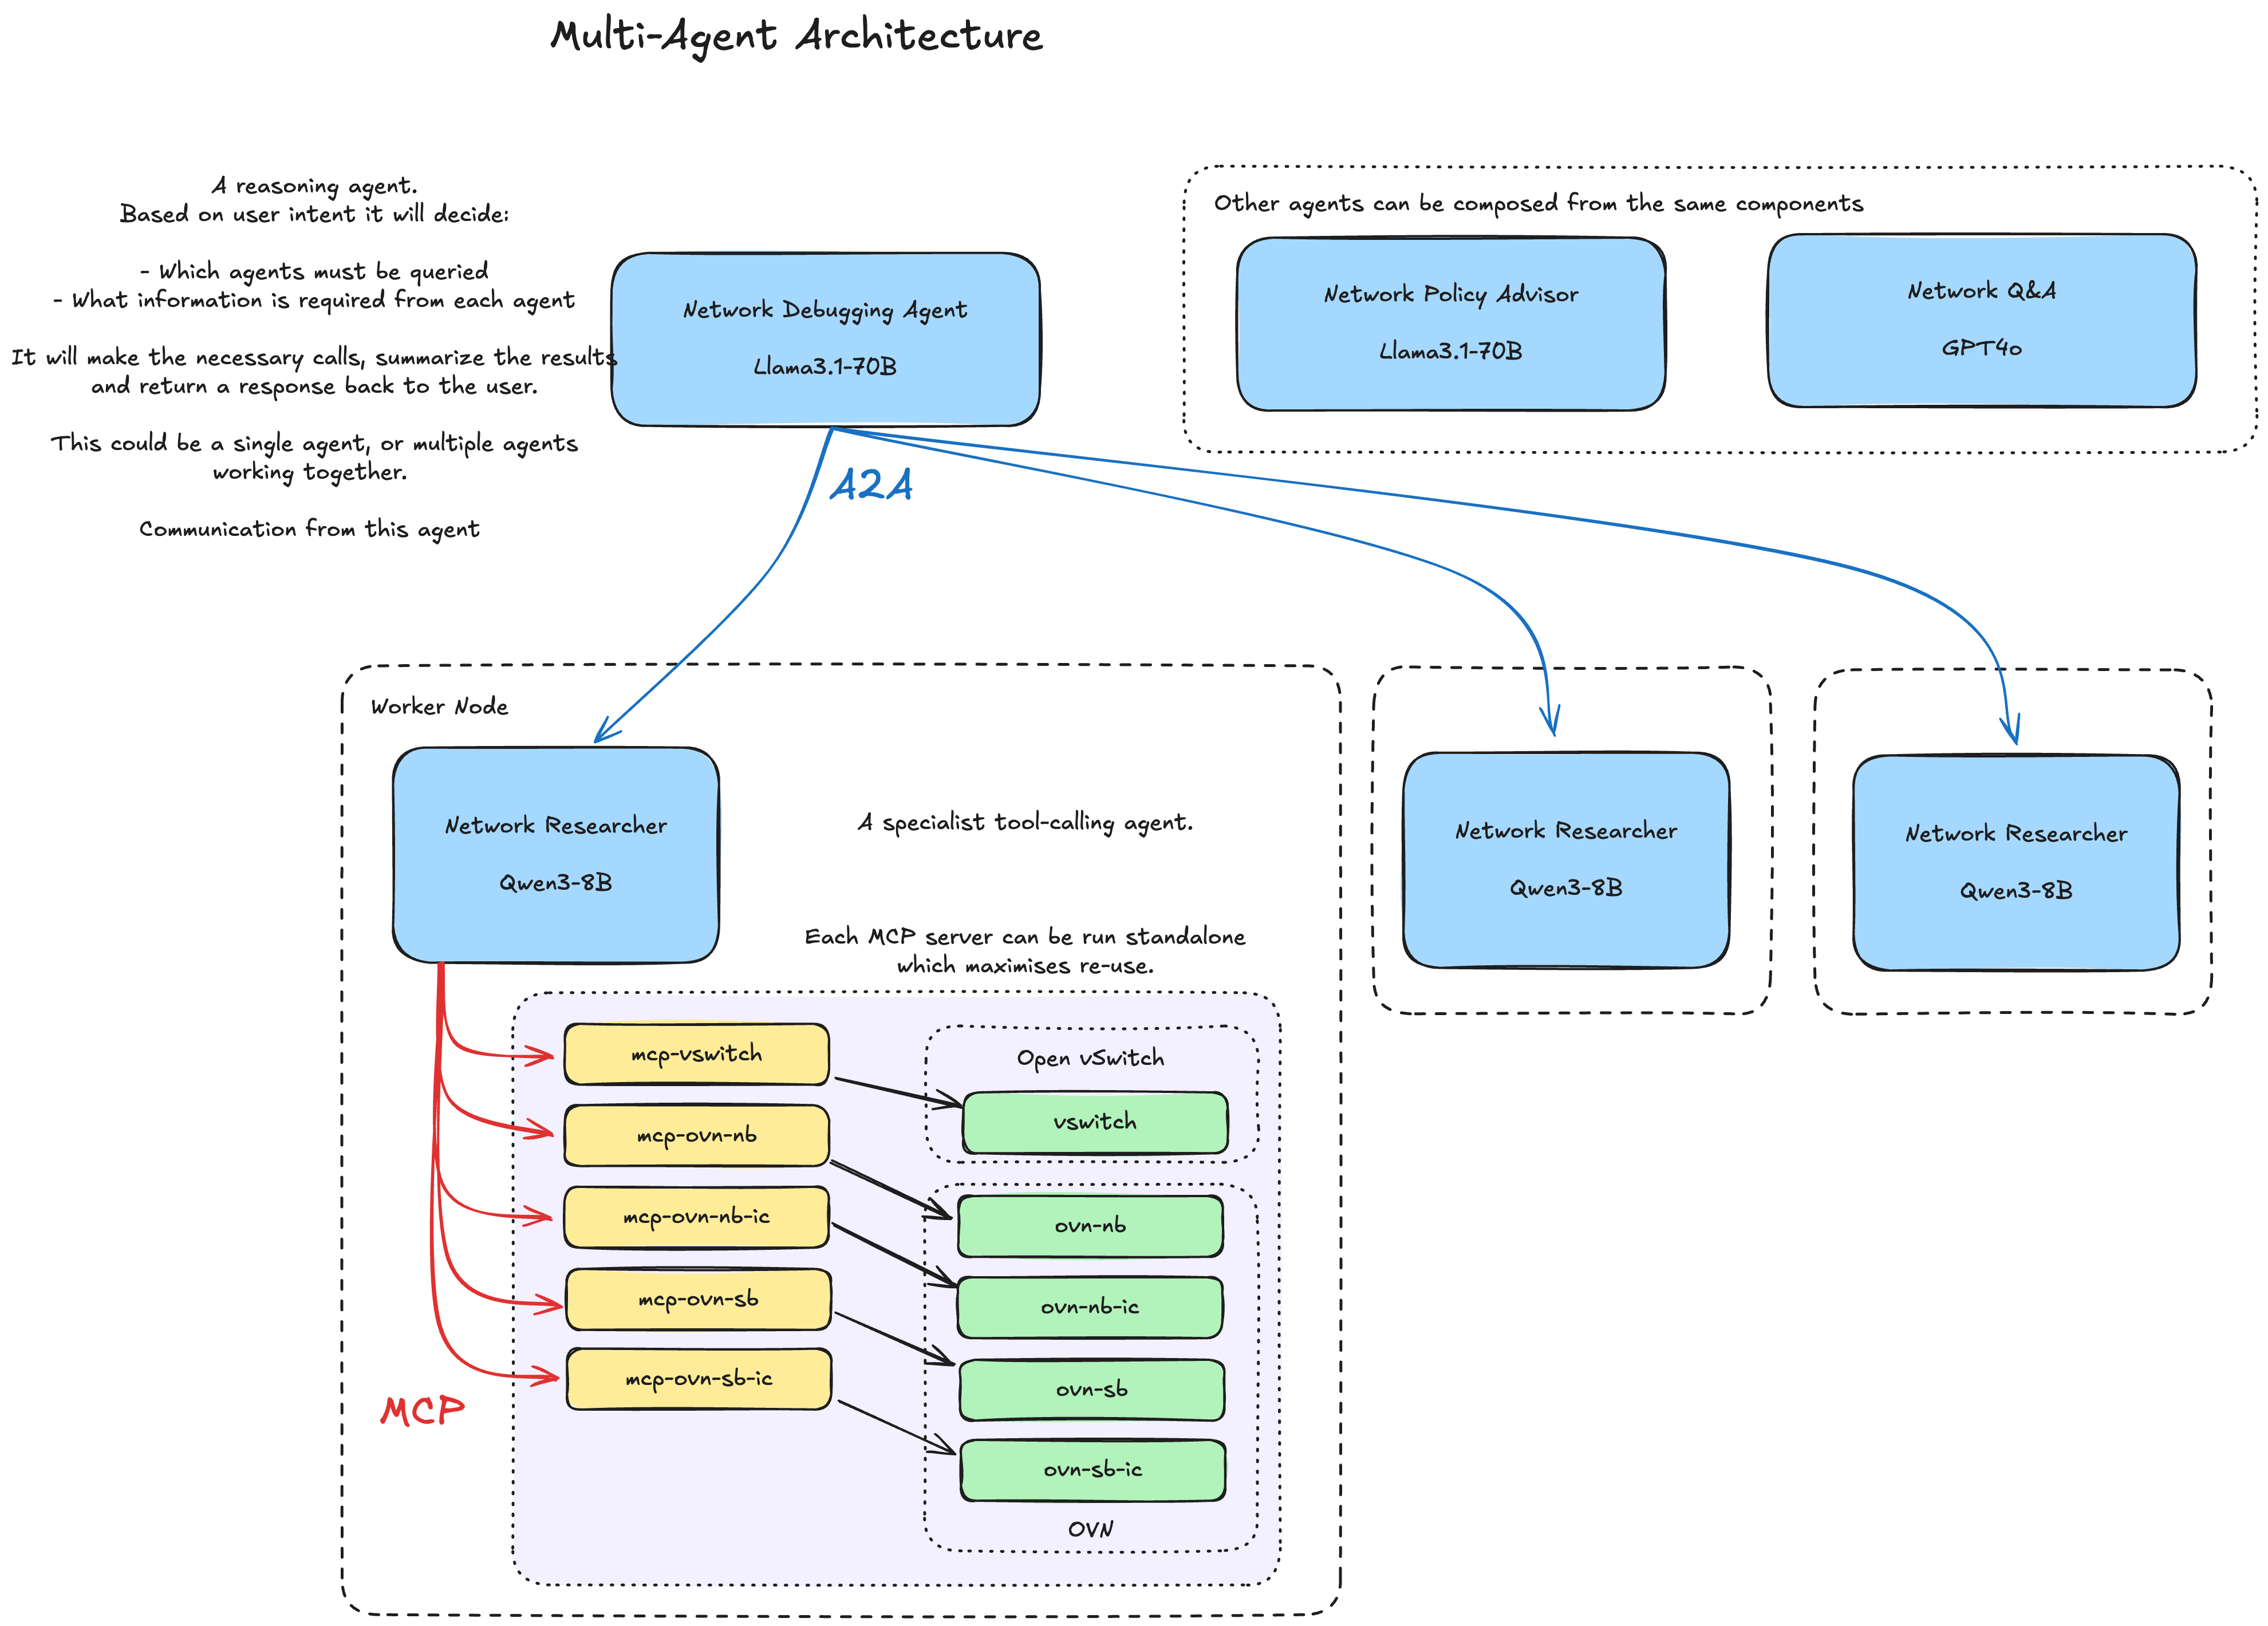 Multi-Agent Architecture
A reasoning agent.
Based on user intent it will decide:
- Which agents must be queried
- What information is required from each agent
It will make the necessary calls, summarize the results
and return a response back to the user.
This could be a single agent, or multiple agents
working together.
Communication from this agent
Network Debugging Agent
Llama3.1-70B
Other agents can be composed from the same components
Network Policy Advisor
Llama3.1-70B
Network Q&A
GPT4o
A2A
Worker Node
Network Researcher
Qwen3-8B
A specialist tool-calling agent.
Each MCP server can be run standalone
which maximises re-use.
Network Researcher
Qwen3-8B
Network Researcher
Qwen3-8B
MCP
mcp-vswitch
mcp-ovn-nb
mcp-ovn-nb-ic
mcp-ovn-sb
mcp-ovn-sb-ic
Open vSwitch
vswitch
ovn-nb
ovn-nb-ic
ovn-sb
ovn-sb-ic
OVN